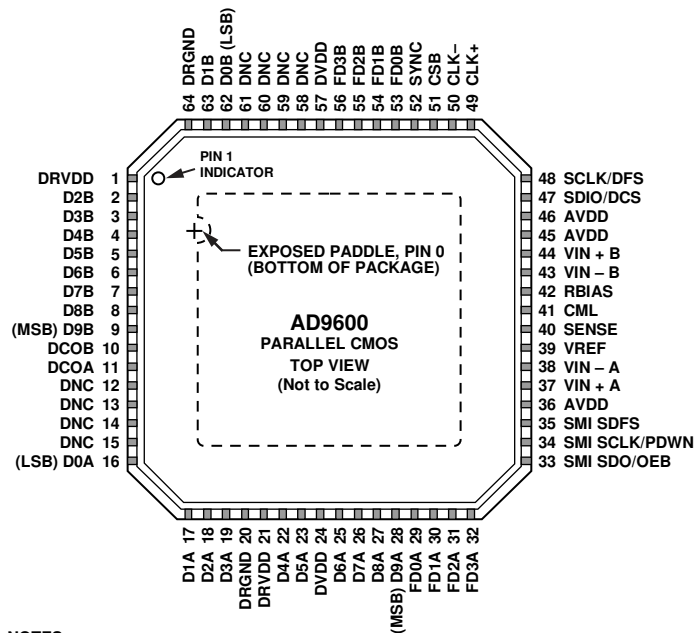 64 DRGND
63 D1B
62 D0B (LSB)
61 DNC
60 DNC
59 DNC
58 DNC
57 DVDD
56 FD3B
55 FD2B
54 FD1B
53 FD0B
52 SYNC
51 CSB
50 CLK–
49 CLK+
PIN 1
INDICATOR
DRVDD 1
D2B 2
D3B 3
D4B 4
D5B 5
D6B 6
D7B 7
D8B 8
(MSB) D9B 9
DCOB 10
DCOA 11
DNC 12
DNC 13
DNC 14
DNC 15
(LSB) D0A 16
EXPOSED PADDLE, PIN 0
(BOTTOM OF PACKAGE)
AD9600
PARALLEL CMOS
TOP VIEW
(Not to Scale)
48 SCLK/DFS
47 SDIO/DCS
46 AVDD
45 AVDD
44 VIN + B
43 VIN – B
42 RBIAS
41 CML
40 SENSE
39 VREF
38 VIN – A
37 VIN + A
36 AVDD
35 SMI SDFS
34 SMI SCLK/PDWN
33 SMI SDO/OEB
D1A 17
D2A 18
D3A 19
DRGND 20
DRVDD 21
D4A 22
D5A 23
DVDD 24
D6A 25
D7A 26
D8A 27
(MSB) D9A 28
FD0A 29
FD1A 30
FD2A 31
FD3A 32